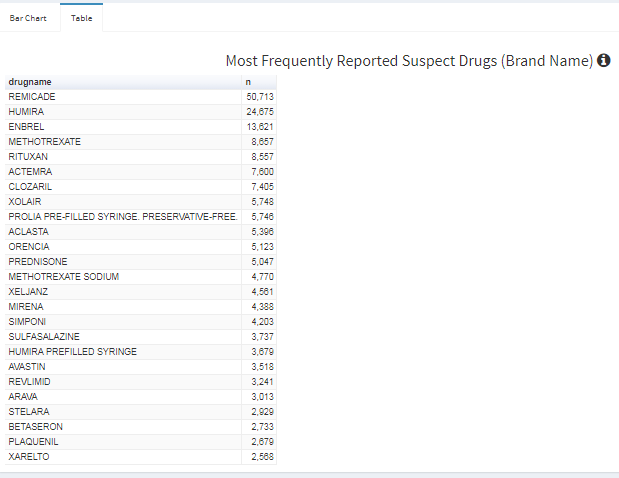 Bar Chart Table
Most Frequently Reported Suspect Drugs (Brand Name)
drugname n
REMICADE 50,713
HUMIRA 24,675
ENBREL 13,621
METHOTREXATE 8,657
RITUXAN 8,557
ACTEMRA 7,600
CLOZARIL 7,405
XOLAIR 5,748
PROLIA PRE-FILLED SYRINGE. PRESERVATIVE-FREE. 5,746
ACLASTA 5,396
ORENCIA 5,123
PREDNISONE 5,047
METHOTREXATE SODIUM 4,770
XELJANZ 4,561
MIRENA 4,388
SIMPONI 4,203
SULFASALAZINE 3,737
HUMIRA PREFILLED SYRINGE 3,679
AVASTIN 3,518
REVLIMID 3,241
ARAVA 3,013
STELARA 2,929
BETASERON 2,733
PLAQUENIL 2,679
XARELTO 2,568